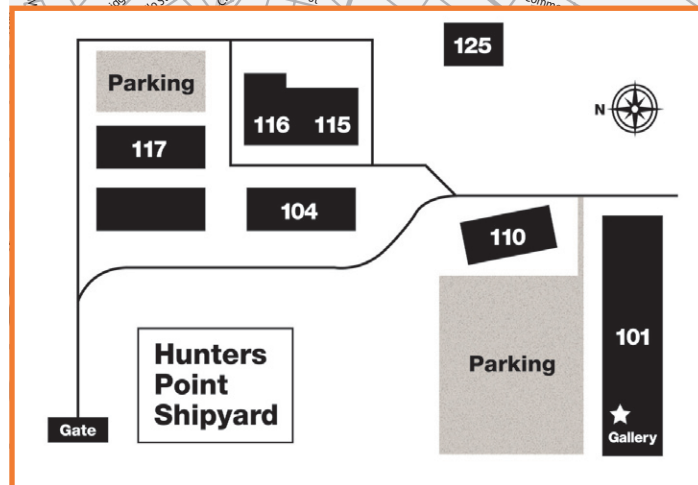 125
Parking
116 115
N
117
104
110
101
Parking
Hunters
Point
Shipyard
Gallery
Gate